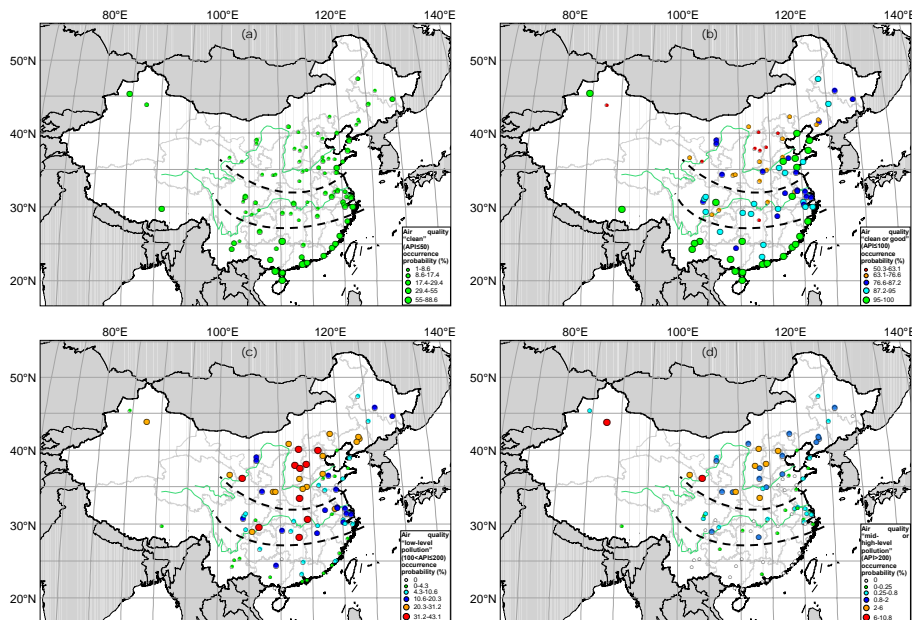 80°E 100°E 120°E 140°E
80°E 100°E 120°E 140°E
(a)
(b)
50°N
50°N
40°N
40°N
30°N
30°N
20°N
20°N
Air quality
"clean"
(API≤50)
occurrence
probability (%)
1-8.6
8.6-17.4
17.4-29.4
29.4-55
55-88.6
Air quality
"clean or good"
(API≤100)
occurrence
probability (%)
50.3-63.1
63.1-76.6
76.6-87.2
87.2-95
95-100
80°E 100°E 120°E 140°E
80°E 100°E 120°E 140°E
(c)
(d)
50°N
50°N
40°N
40°N
30°N
30°N
20°N
20°N
Air quality
"low-level
pollution"
(100<API≤200)
occurrence
probability (%)
0
0-4.3
4.3-10.6
10.6-20.3
20.3-31.2
31.2-43.1
Air quality
"mid- or
high-level
pollution"
(API>200)
occurrence
probability (%)
0
0-0.25
0.25-0.8
0.8-2
2-6
6-10.8